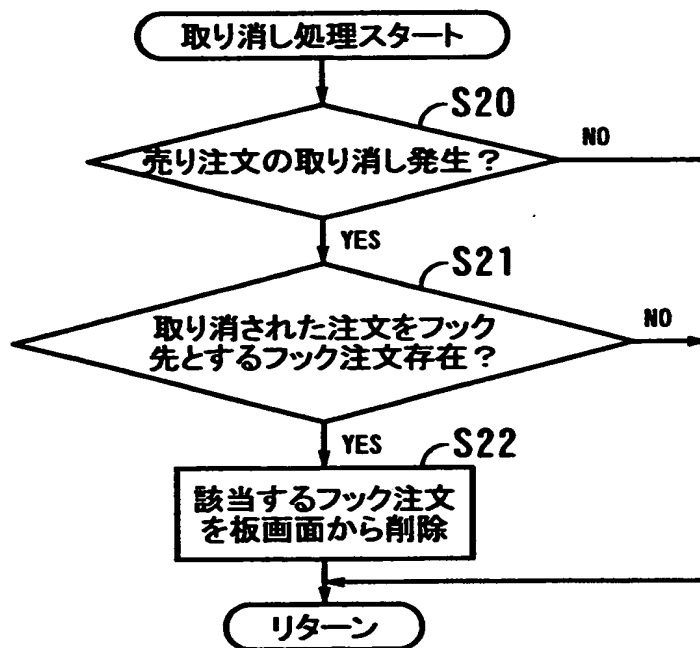 取り消し処理スタート
S20
売り注文の取り消し発生？
NO
YES
S21
取り消された注文をフック
先とするフック注文存在？
NO
YES
S22
該当するフック注文
を板画面から削除
リターン